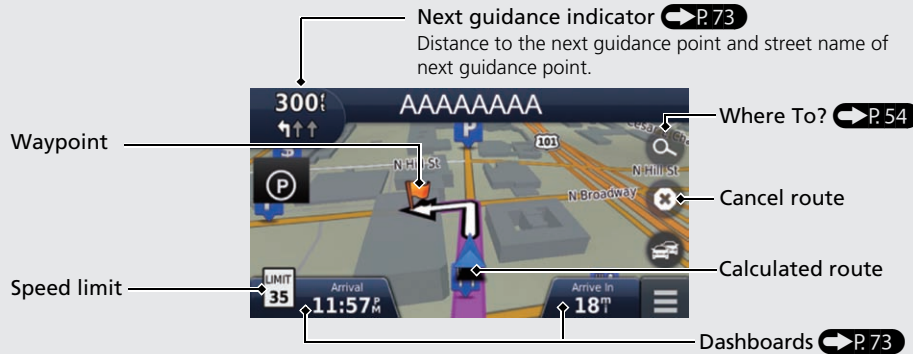 Next guidance indicator P. 73
Distance to the next guidance point and street name of
next guidance point.
300ft
AAAAAAAA
Where To? P. 54
Waypoint
P
101
N Hill St
N Hill St
P
N Broadway
Cancel route
Calculated route
Speed limit
LIMIT
35
Arrival
11:57PM
Arrive In
18m
Dashboards P. 73